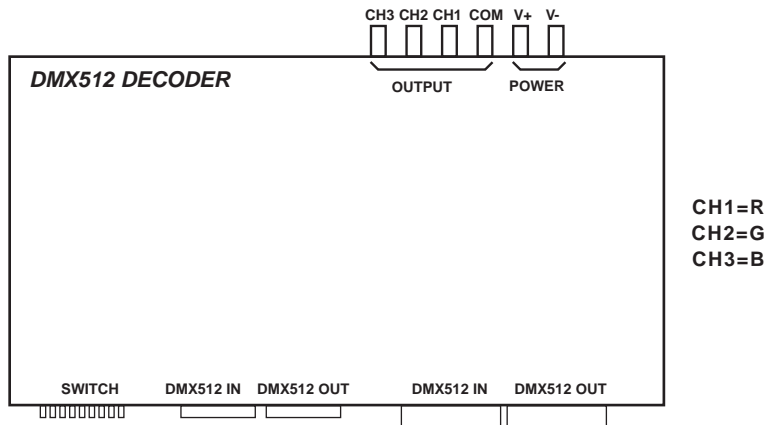 CH3 CH2 CH1 COM V+ V-
DMX512 DECODER
OUTPUT POWER
CH1=R
CH2=G
CH3=B
SWITCH DMX512 IN DMX512 OUT DMX512 IN DMX512 OUT